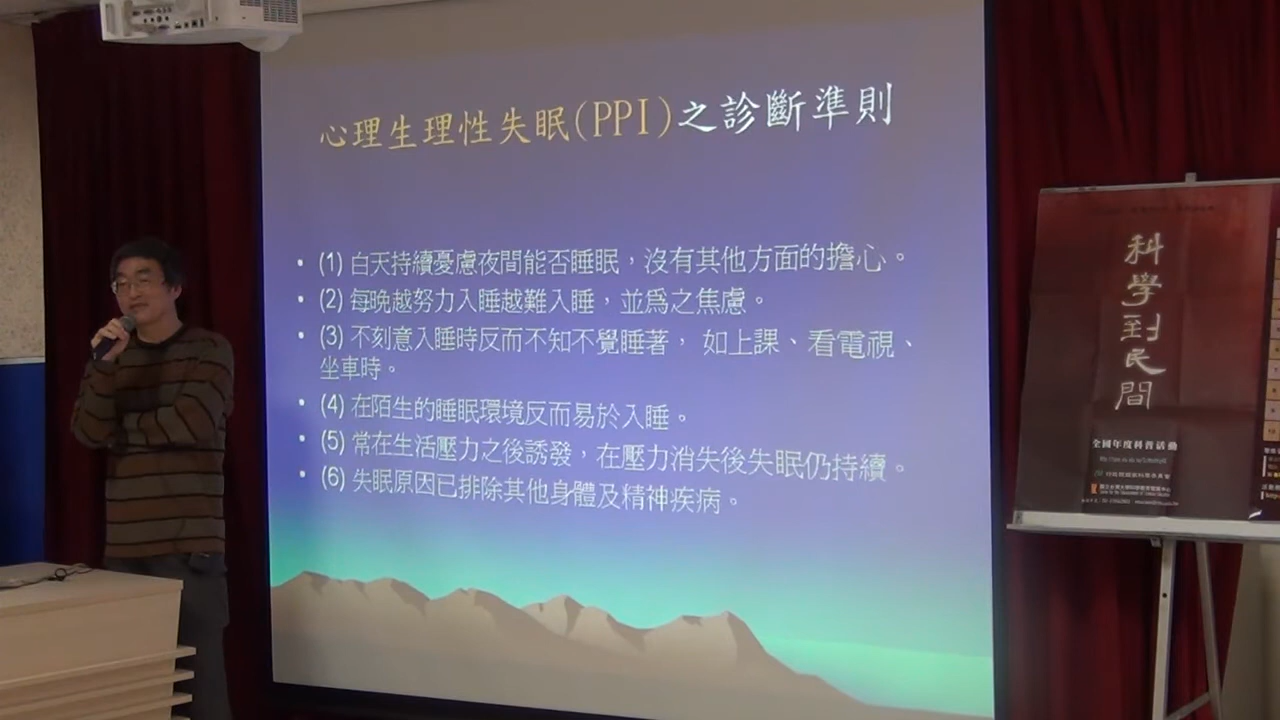 心理生理性失眠(PPI)之診斷準則
• (1) 白天持續憂慮夜間能否睡眠，沒有其他方面的擔心。
• (2) 每晚越努力入睡越難入睡，並為之焦慮。
• (3) 不刻意入睡時反而不知不覺睡著， 如上課、看電視、
坐車時。
• (4) 在陌生的睡眠環境反而易於入睡。
• (5) 常在生活壓力之後誘發，在壓力消失後失眠仍持續。
• (6) 失眠原因已排除其他身體及精神疾病。
科學到民間
全國年度科普活動